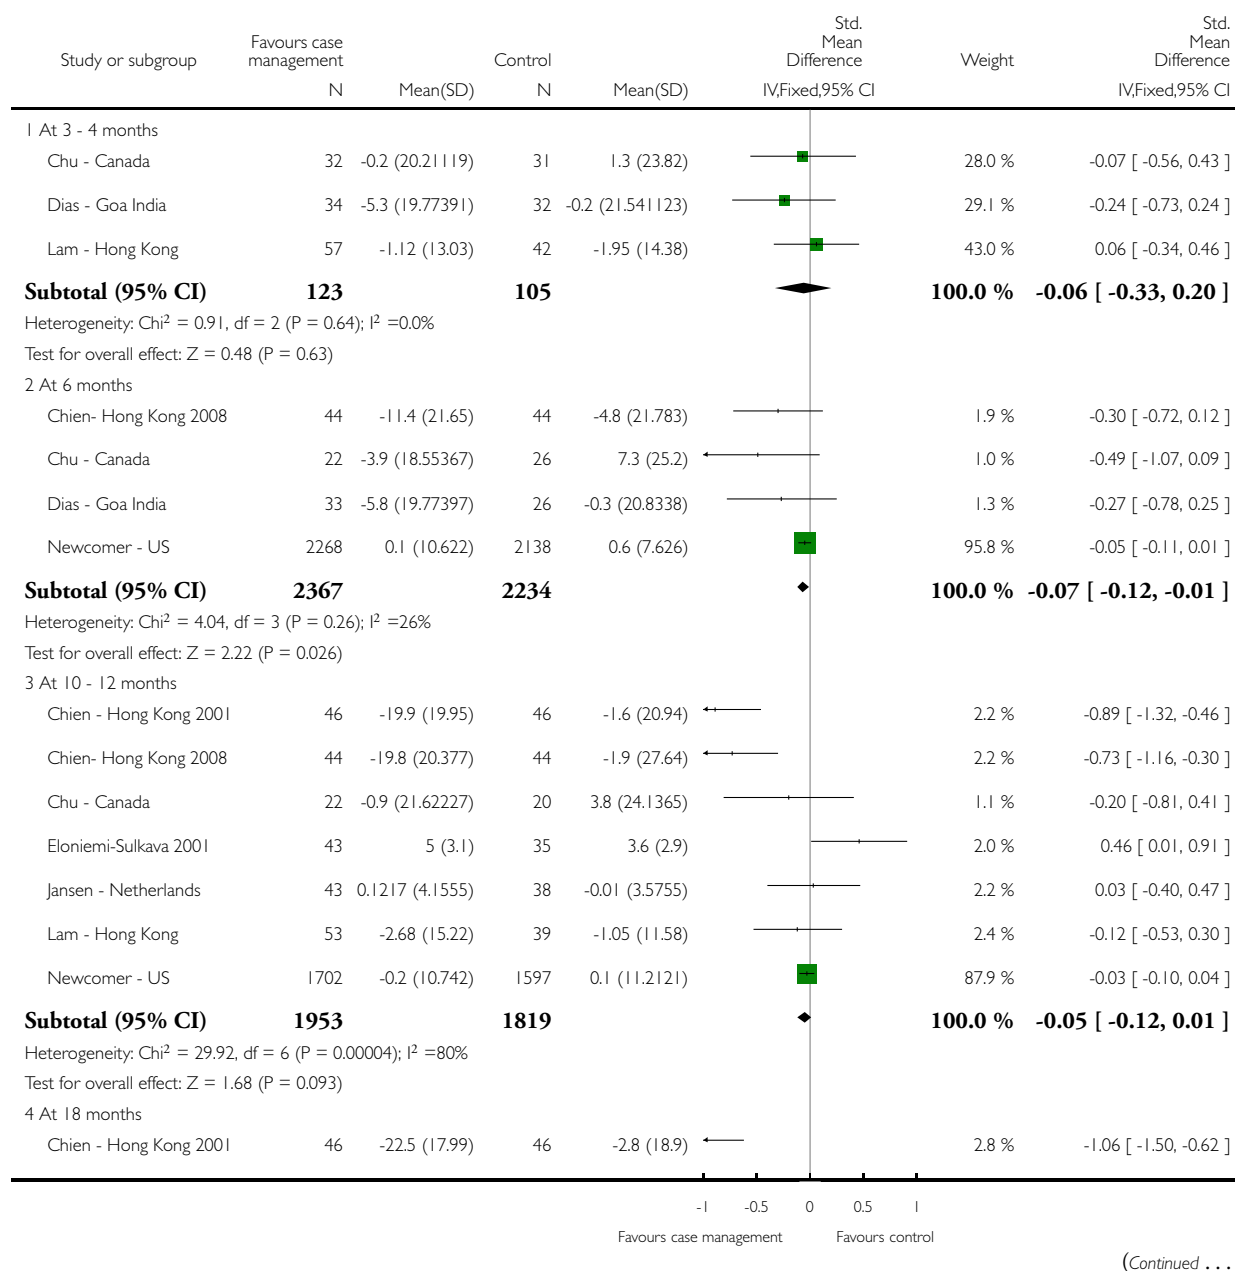 Study or subgroup Favours case management Control Std. Mean Difference Weight Std. Mean Difference
N Mean(SD) N Mean(SD) IV,Fixed,95% CI IV,Fixed,95% CI
1 At 3 - 4 months
Chu - Canada 32 -0.2 (20.21119) 31 1.3 (23.82) 28.0 % -0.07 [ -0.56, 0.43 ]
Dias - Goa India 34 -5.3 (19.77391) 32 -0.2 (21.541123) 29.1 % -0.24 [ -0.73, 0.24 ]
Lam - Hong Kong 57 -1.12 (13.03) 42 -1.95 (14.38) 43.0 % 0.06 [ -0.34, 0.46 ]
Subtotal (95% CI) 123 105 100.0 % -0.06 [ -0.33, 0.20 ]
Heterogeneity: Chi² = 0.91, df = 2 (P = 0.64); I² =0.0%
Test for overall effect: Z = 0.48 (P = 0.63)
2 At 6 months
Chien- Hong Kong 2008 44 -11.4 (21.65) 44 -4.8 (21.783) 1.9 % -0.30 [ -0.72, 0.12 ]
Chu - Canada 22 -3.9 (18.55367) 26 7.3 (25.2) 1.0 % -0.49 [ -1.07, 0.09 ]
Dias - Goa India 33 -5.8 (19.77397) 26 -0.3 (20.8338) 1.3 % -0.27 [ -0.78, 0.25 ]
Newcomer - US 2268 0.1 (10.622) 2138 0.6 (7.626) 95.8 % -0.05 [ -0.11, 0.01 ]
Subtotal (95% CI) 2367 2234 100.0 % -0.07 [ -0.12, -0.01 ]
Heterogeneity: Chi² = 4.04, df = 3 (P = 0.26); I² =26%
Test for overall effect: Z = 2.22 (P = 0.026)
3 At 10 - 12 months
Chien - Hong Kong 2001 46 -19.9 (19.95) 46 -1.6 (20.94) 2.2 % -0.89 [ -1.32, -0.46 ]
Chien- Hong Kong 2008 44 -19.8 (20.377) 44 -1.9 (27.64) 2.2 % -0.73 [ -1.16, -0.30 ]
Chu - Canada 22 -0.9 (21.62227) 20 3.8 (24.1365) 1.1 % -0.20 [ -0.81, 0.41 ]
Eloniemi-Sulkava 2001 43 5 (3.1) 35 3.6 (2.9) 2.0 % 0.46 [ 0.01, 0.91 ]
Jansen - Netherlands 43 0.1217 (4.1555) 38 -0.01 (3.5755) 2.2 % 0.03 [ -0.40, 0.47 ]
Lam - Hong Kong 53 -2.68 (15.22) 39 -1.05 (11.58) 2.4 % -0.12 [ -0.53, 0.30 ]
Newcomer - US 1702 -0.2 (10.742) 1597 0.1 (11.2121) 87.9 % -0.03 [ -0.10, 0.04 ]
Subtotal (95% CI) 1953 1819 100.0 % -0.05 [ -0.12, 0.01 ]
Heterogeneity: Chi² = 29.92, df = 6 (P = 0.00004); I² =80%
Test for overall effect: Z = 1.68 (P = 0.093)
4 At 18 months
Chien - Hong Kong 2001 46 -22.5 (17.99) 46 -2.8 (18.9) 2.8 % -1.06 [ -1.50, -0.62 ]
-1 -0.5 0 0.5 1
Favours case management Favours control
(Continued . . .